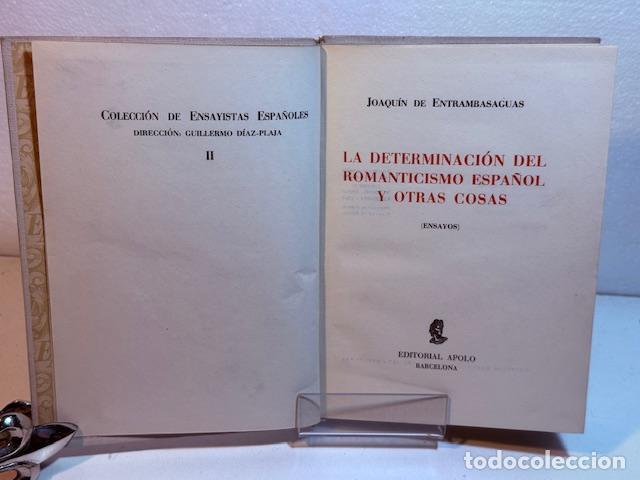 Colección de Ensayistas Españoles
DIRECCIÓN: GUILLERMO DÍAZ-PLAJA
II
Joaquín de Entrambasaguas
LA DETERMINACIÓN DEL
ROMANTICISMO ESPAÑOL
Y OTRAS COSAS
(ENSAYOS)
EDITORIAL APOLO
BARCELONA
todocoleccion.net